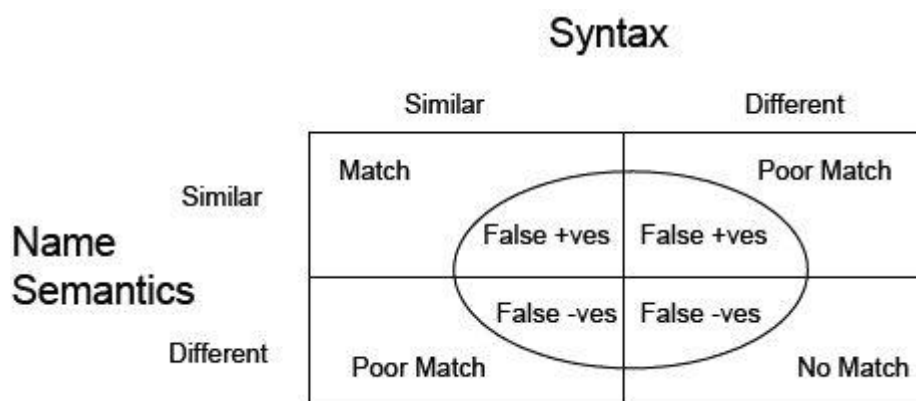 Syntax
Similar Different
Match Poor Match
Similar
Name
Semantics
False +ves False +ves
False -ves False -ves
Different
Poor Match No Match